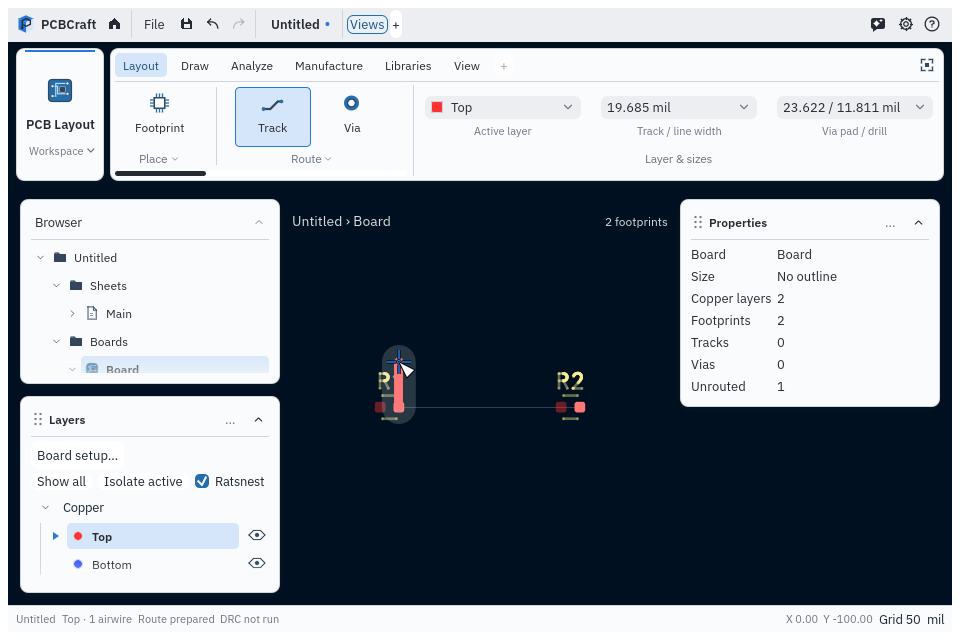 PCBCraft File Untitled • Views +
Layout Draw Analyze Manufacture Libraries View +
PCB Layout
Workspace
Footprint
Place
Track
Via
Route
Top
Active layer
19.685 mil
Track / line width
23.622 / 11.811 mil
Via pad / drill
Layer & sizes
Browser
Untitled
Sheets
Main
Boards
Board
Untitled › Board
2 footprints
R2
Properties ...
Board Board
Size No outline
Copper layers 2
Footprints 2
Tracks 0
Vias 0
Unrouted 1
Layers ...
Board setup...
Show all Isolate active Ratsnest
Copper
Top
Bottom
Untitled Top · 1 airwire Route prepared DRC not run X 0.00 Y -100.00 Grid 50 mil